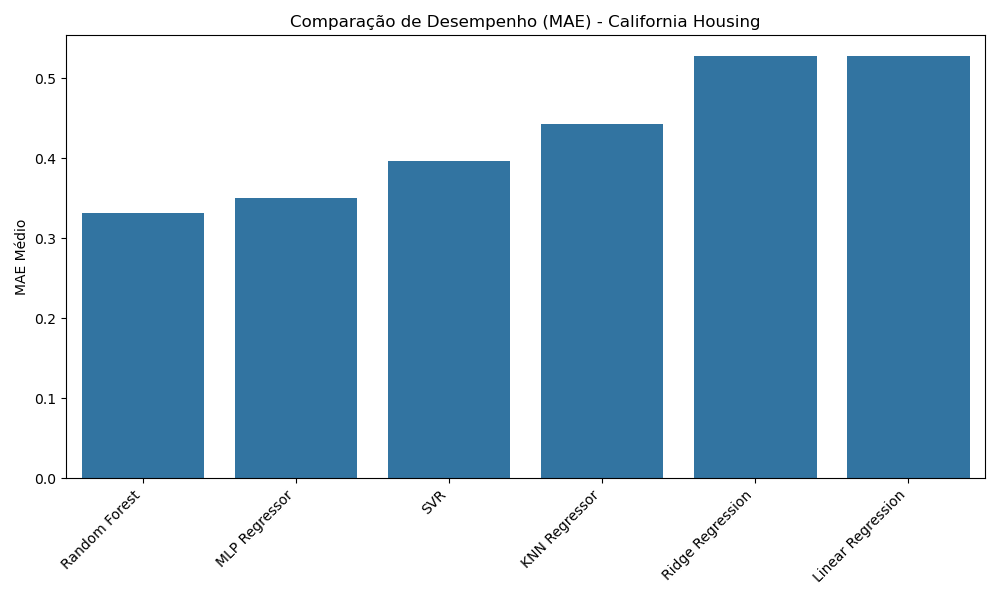 Comparação de Desempenho (MAE) - California Housing
MAE Médio
0.5
0.4
0.3
0.2
0.1
0.0
Random Forest
MLP Regressor
SVR
KNN Regressor
Ridge Regression
Linear Regression